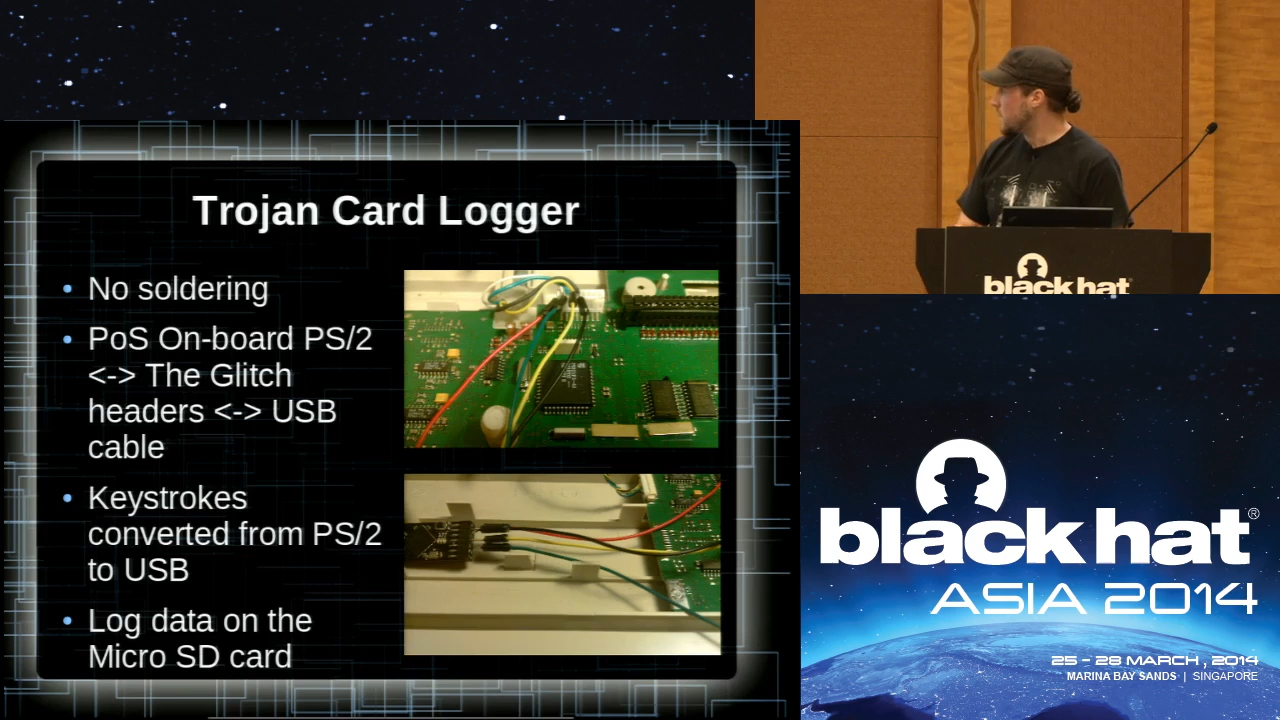 Trojan Card Logger
• No soldering
• PoS On-board PS/2
<-> The Glitch
headers <-> USB
cable
• Keystrokes
converted from PS/2
to USB
• Log data on the
Micro SD card
black hat
black hat®
ASIA 2014
25 - 28 MARCH, 2014
MARINA BAY SANDS | SINGAPORE